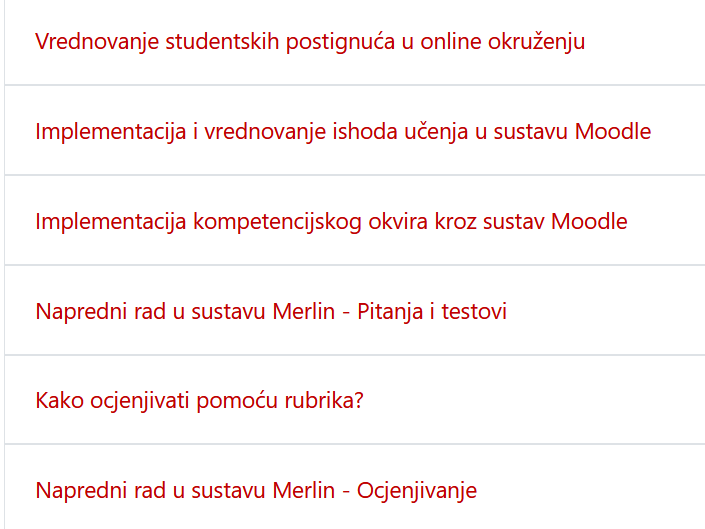 Vrednovanje studentskih postignuća u online okruženju
Implementacija i vrednovanje ishoda učenja u sustavu Moodle
Implementacija kompetencijskog okvira kroz sustav Moodle
Napredni rad u sustavu Merlin - Pitanja i testovi
Kako ocjenjivati pomoću rubrika?
Napredni rad u sustavu Merlin - Ocjenjivanje